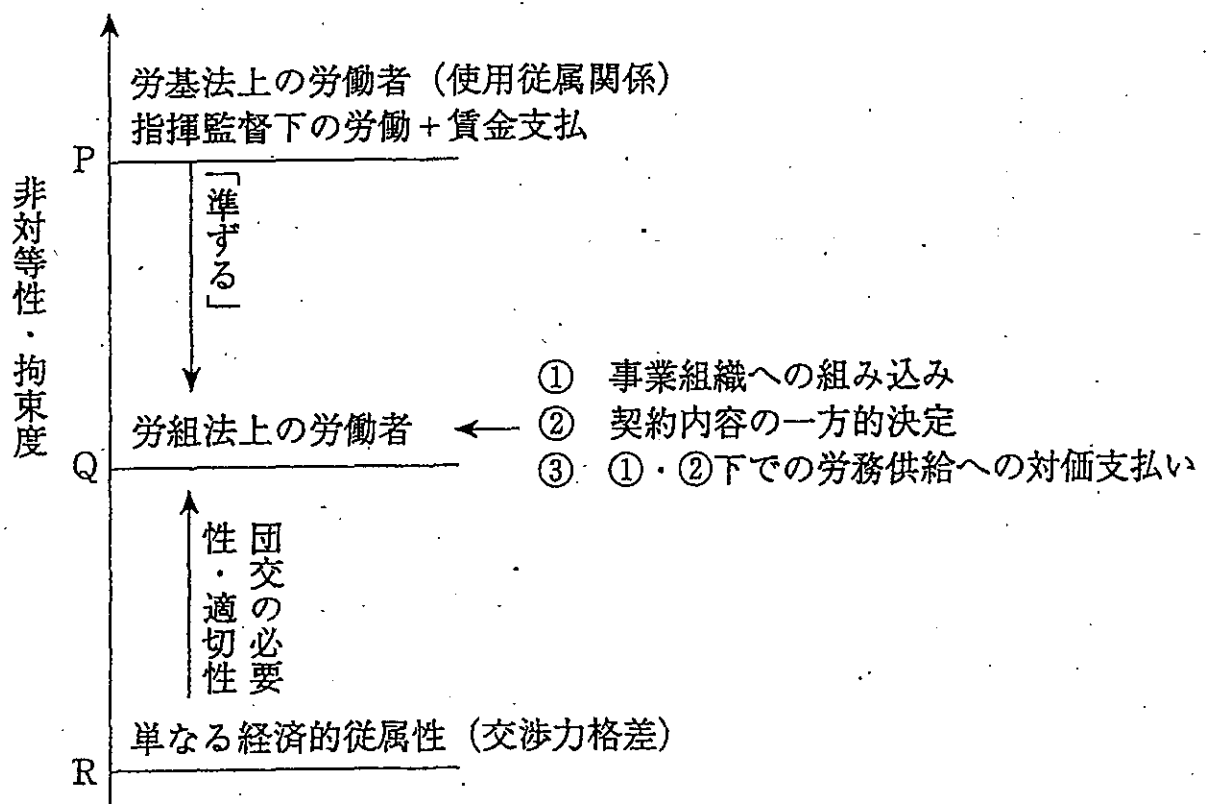 労基法上の労働者（使用従属関係）
指揮監督下の労働＋賃金支払
P
非対等性・拘束度
「準ずる」
① 事業組織への組み込み
労組法上の労働者
② 契約内容の一方的決定
Q
③ ①・②下での労務供給への対価支払い
団交の必要
性・適切性
単なる経済的従属性（交渉力格差）
R